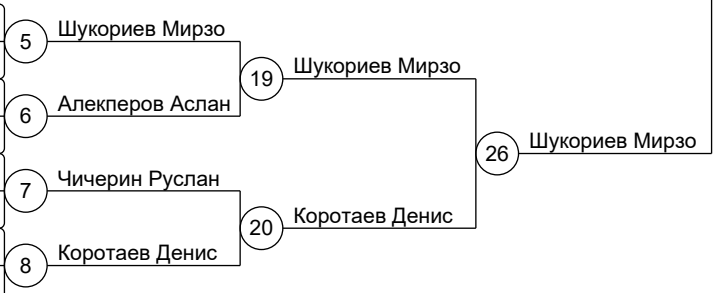 5
Шукориев Мирзо
19
Шукориев Мирзо
6
Алекперов Аслан
26
Шукориев Мирзо
7
Чичерин Руслан
20
Коротаев Денис
8
Коротаев Денис